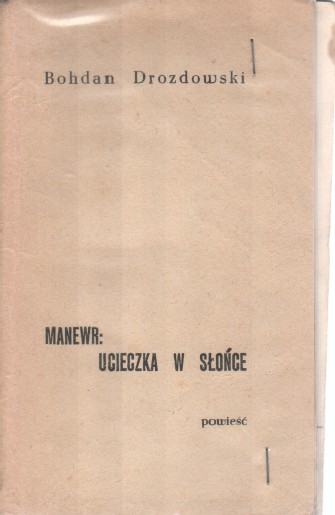 Bohdan Drozdowski
MANEWR:
UCIECZKA W SŁOŃCE
powieść